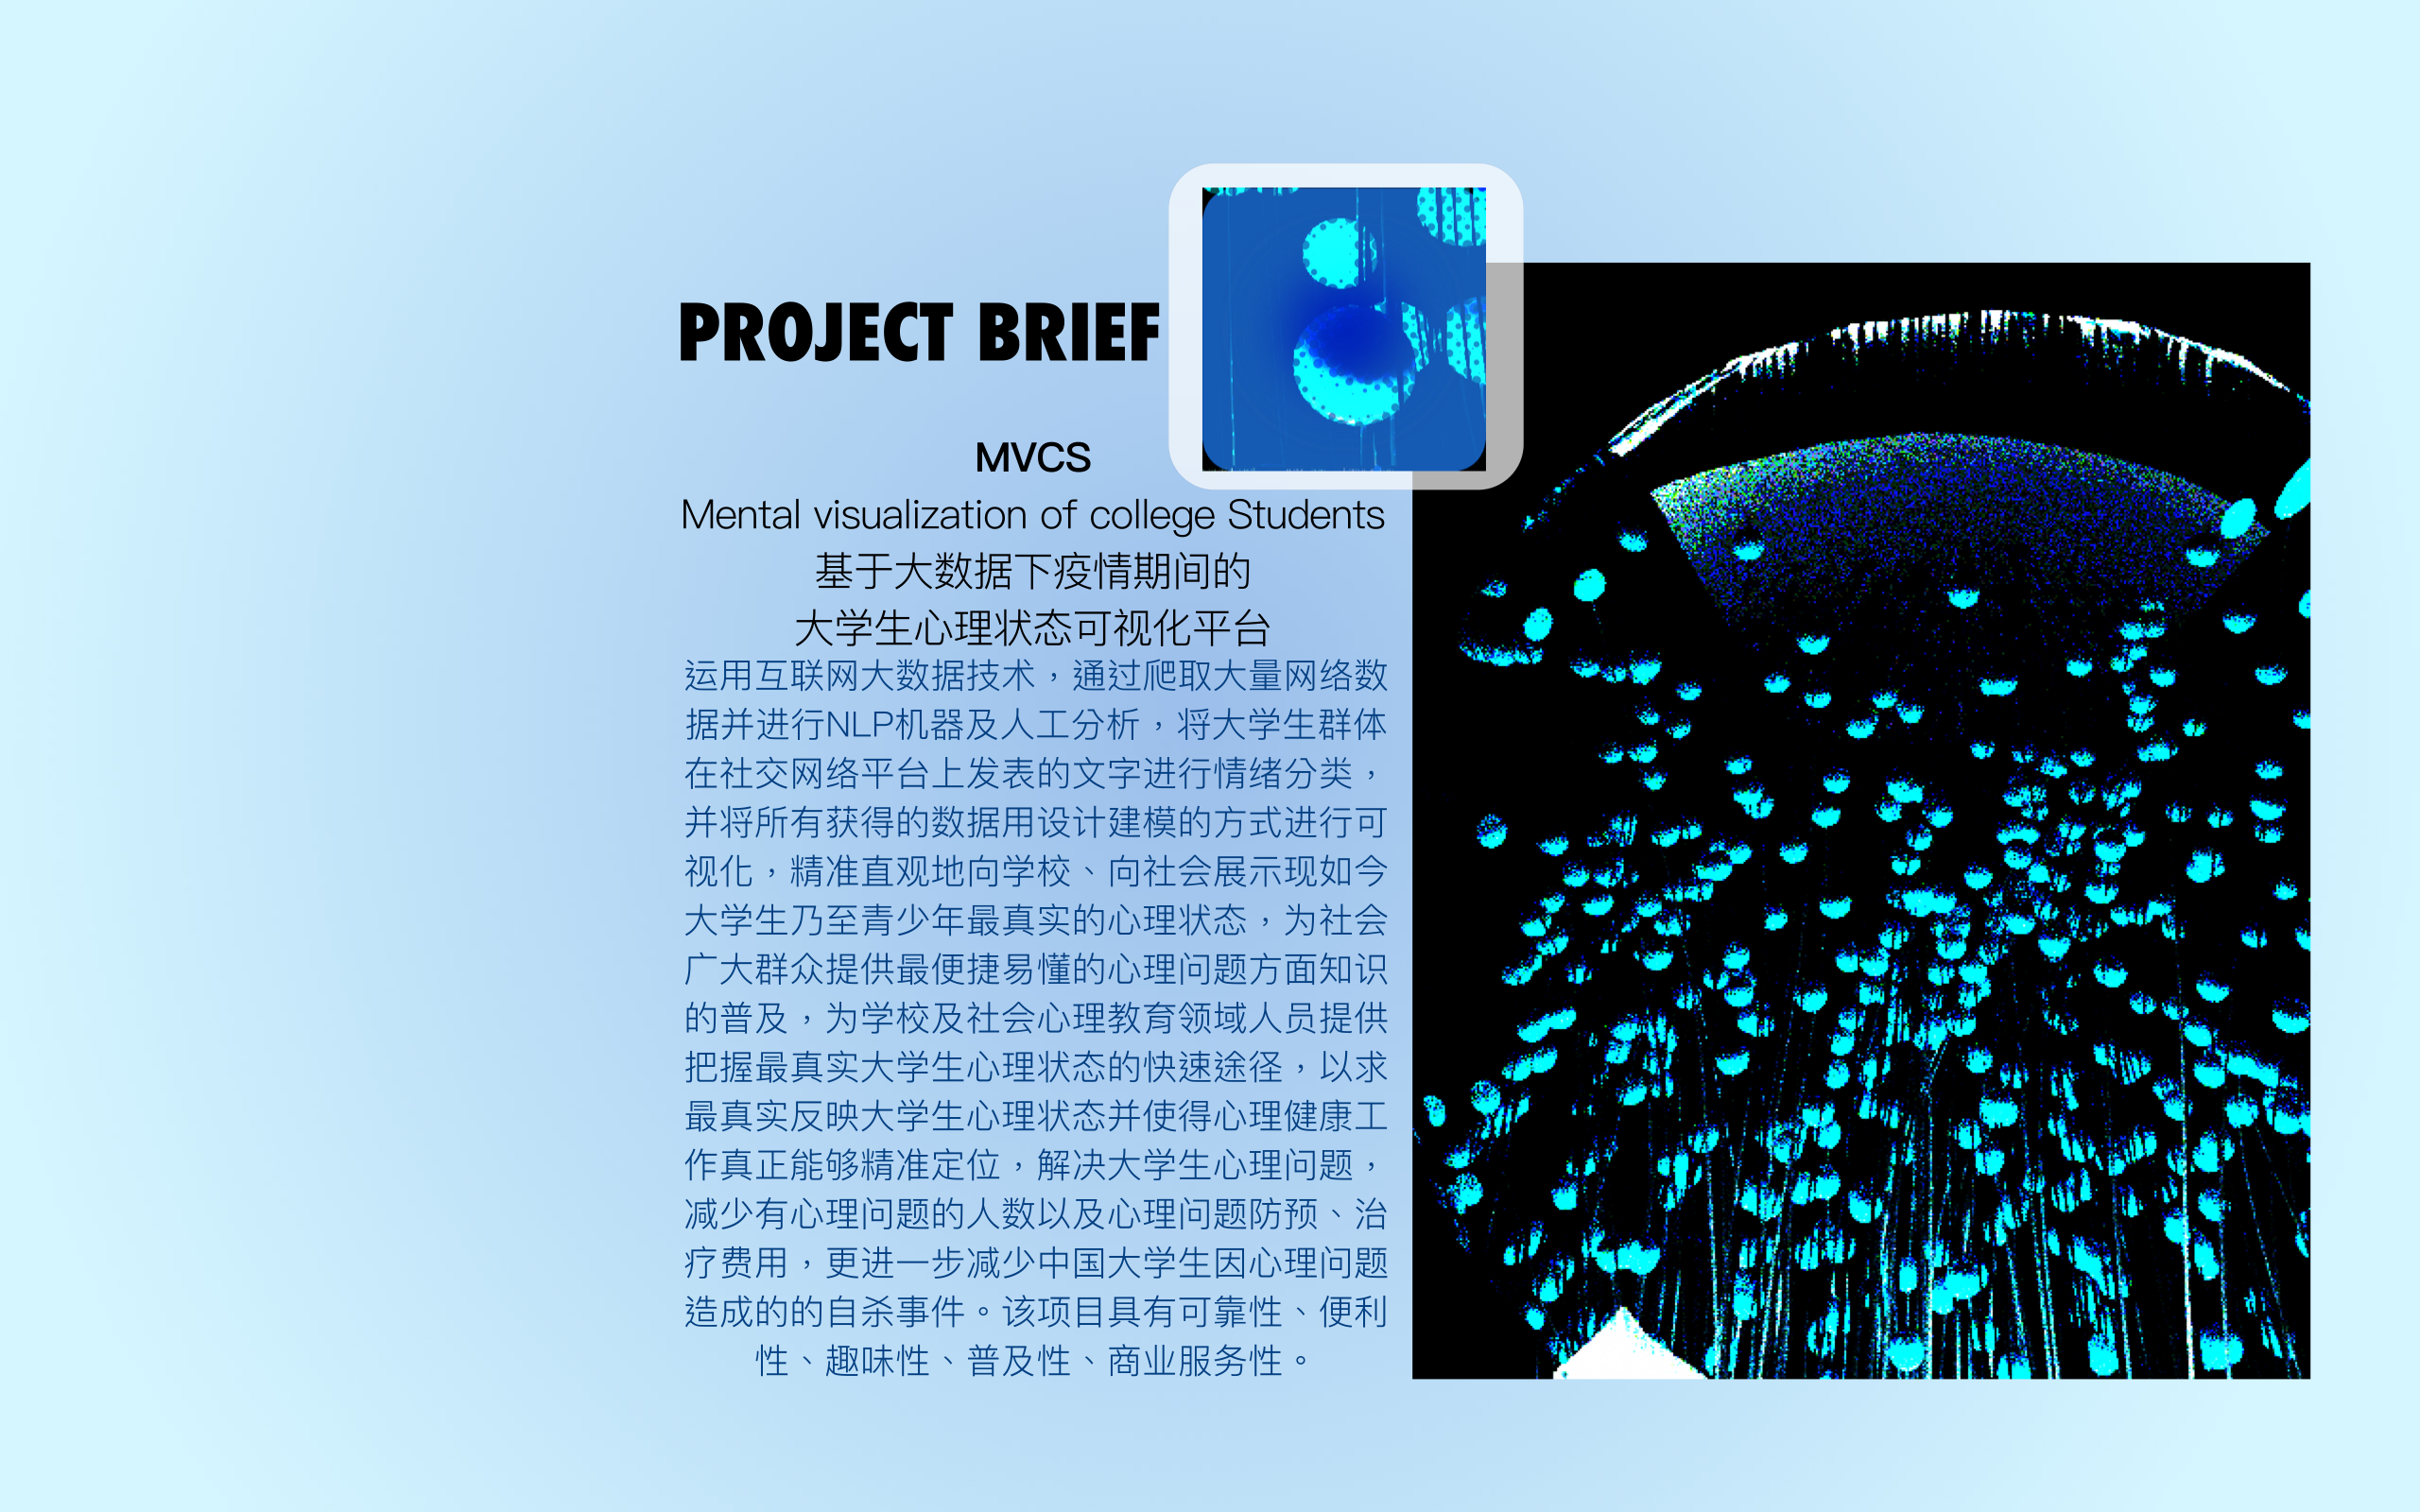 PROJECT BRIEF
MVCS
Mental visualization of college Students
基于大数据下疫情期间的
大学生心理状态可视化平台
运用互联网大数据技术，通过爬取大量网络数
据并进行NLP机器及人工分析，将大学生群体
在社交网络平台上发表的文字进行情绪分类，
并将所有获得的数据用设计建模的方式进行可
视化，精准直观地向学校、向社会展示现如今
大学生乃至青少年最真实的心理状态，为社会
广大群众提供最便捷易懂的心理问题方面知识
的普及，为学校及社会心理教育领域人员提供
把握最真实大学生心理状态的快速途径，以求
最真实反映大学生心理状态并使得心理健康工
作真正能够精准定位，解决大学生心理问题，
减少有心理问题的人数以及心理问题防预、治
疗费用，更进一步减少中国大学生因心理问题
造成的的自杀事件。该项目具有可靠性、便利
性、趣味性、普及性、商业服务性。